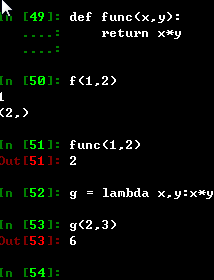 In [49]: def func(x,y):
   ....:     return x*y
   ....:
In [50]: f(1,2)
1
(2,)
In [51]: func(1,2)
Out[51]: 2
In [52]: g = lambda x,y:x*y
In [53]: g(2,3)
Out[53]: 6
In [54]: